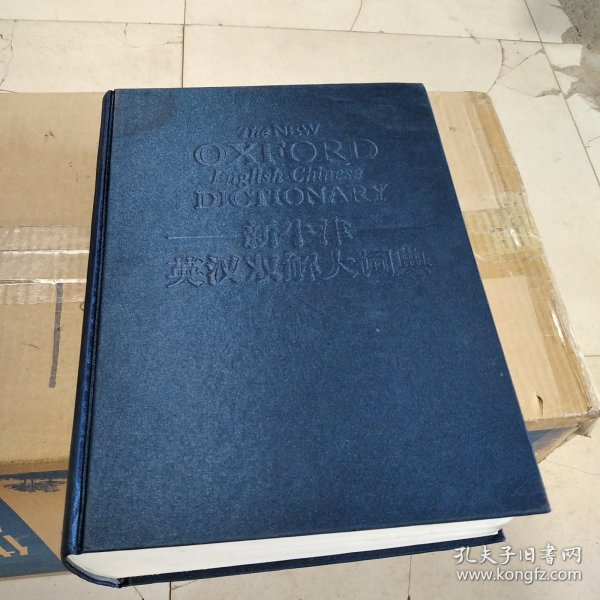 The NEW
OXFORD
English-Chinese
DICTIONARY
新牛津
英汉双解大词典
孔夫子旧书网
www.kongfz.com